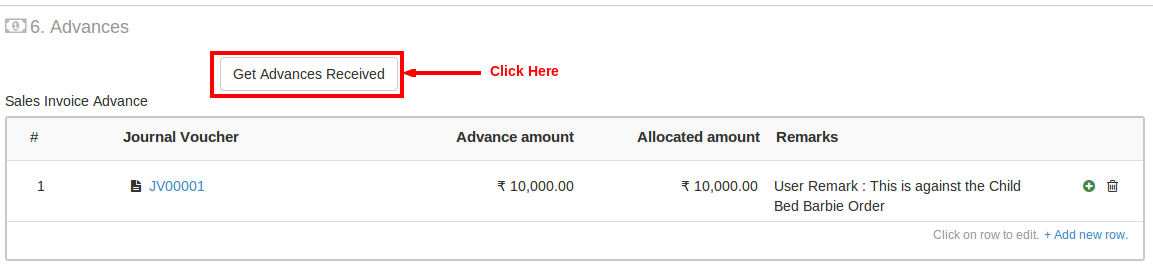 6. Advances
Get Advances Received
Click Here
Sales Invoice Advance
# Journal Voucher Advance amount Allocated amount Remarks
1 JV00001 ₹ 10,000.00 ₹ 10,000.00 User Remark : This is against the Child
Bed Barbie Order
Click on row to edit. + Add new row.